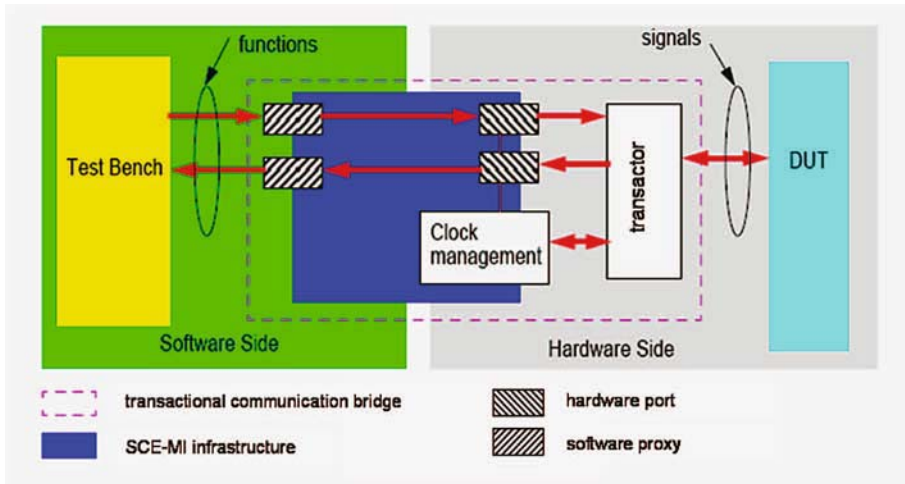 functions
signals
Test Bench
DUT
transactor
Clock
management
Software Side
Hardware Side
transactional communication bridge
hardware port
SCE-MI infrastructure
software proxy